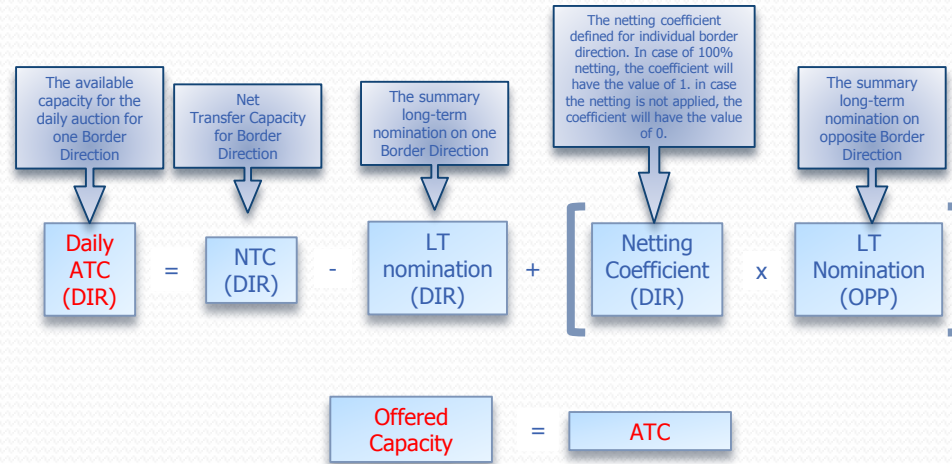 The available
capacity for the
daily auction for
one Border
Direction
Net
Transfer Capacity
for Border
Direction
The summary
long-term
nomination on one
Border Direction
The netting coefficient
defined for individual border
direction. In case of 100%
netting, the coefficient will
have the value of 1. in case
the netting is not applied, the
coefficient will have the value
of 0.
The summary
long-term
nomination on
opposite Border
Direction
Daily
ATC
(DIR)
=
NTC
(DIR)
-
LT
nomination
(DIR)
+
[
Netting
Coefficient
(DIR)
x
LT
Nomination
(OPP)
]
Offered
Capacity
=
ATC